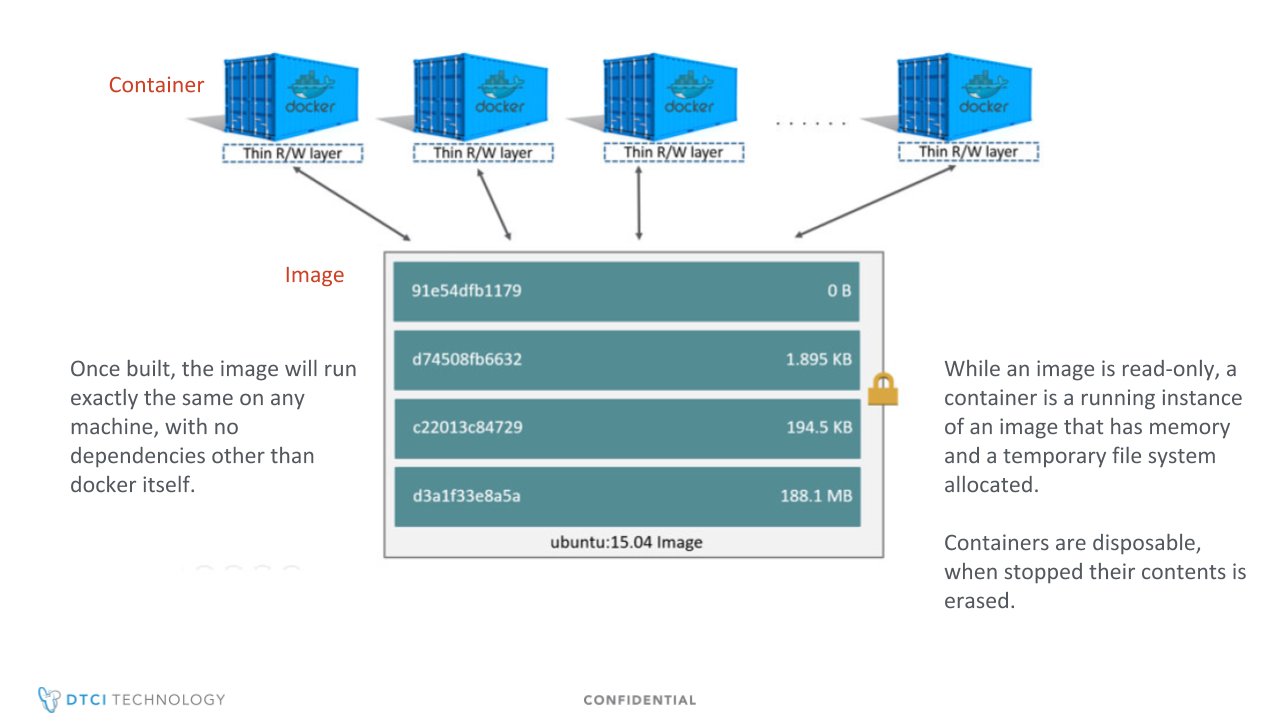 Container
docker
docker
docker
. . . . . .
docker
Thin R/W layer
Thin R/W layer
Thin R/W layer
Thin R/W layer
Image
91e54dfb1179 0 B
d74508fb6632 1.895 KB
c22013c84729 194.5 KB
d3a1f33e8a5a 188.1 MB
ubuntu:15.04 Image
Once built, the image will run
exactly the same on any
machine, with no
dependencies other than
docker itself.
While an image is read-only, a
container is a running instance
of an image that has memory
and a temporary file system
allocated.
Containers are disposable,
when stopped their contents is
erased.
DTCI TECHNOLOGY
CONFIDENTIAL